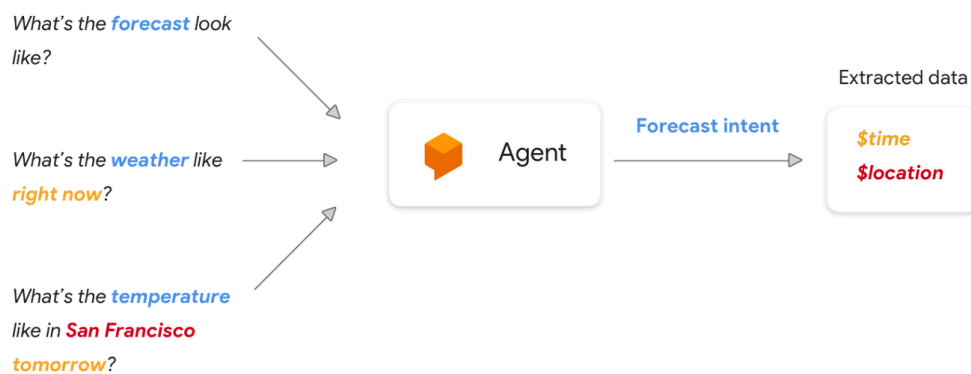 What's the forecast look
like?
What's the weather like
right now?
What's the temperature
like in San Francisco
tomorrow?
Agent
Forecast intent
Extracted data
$time
$location